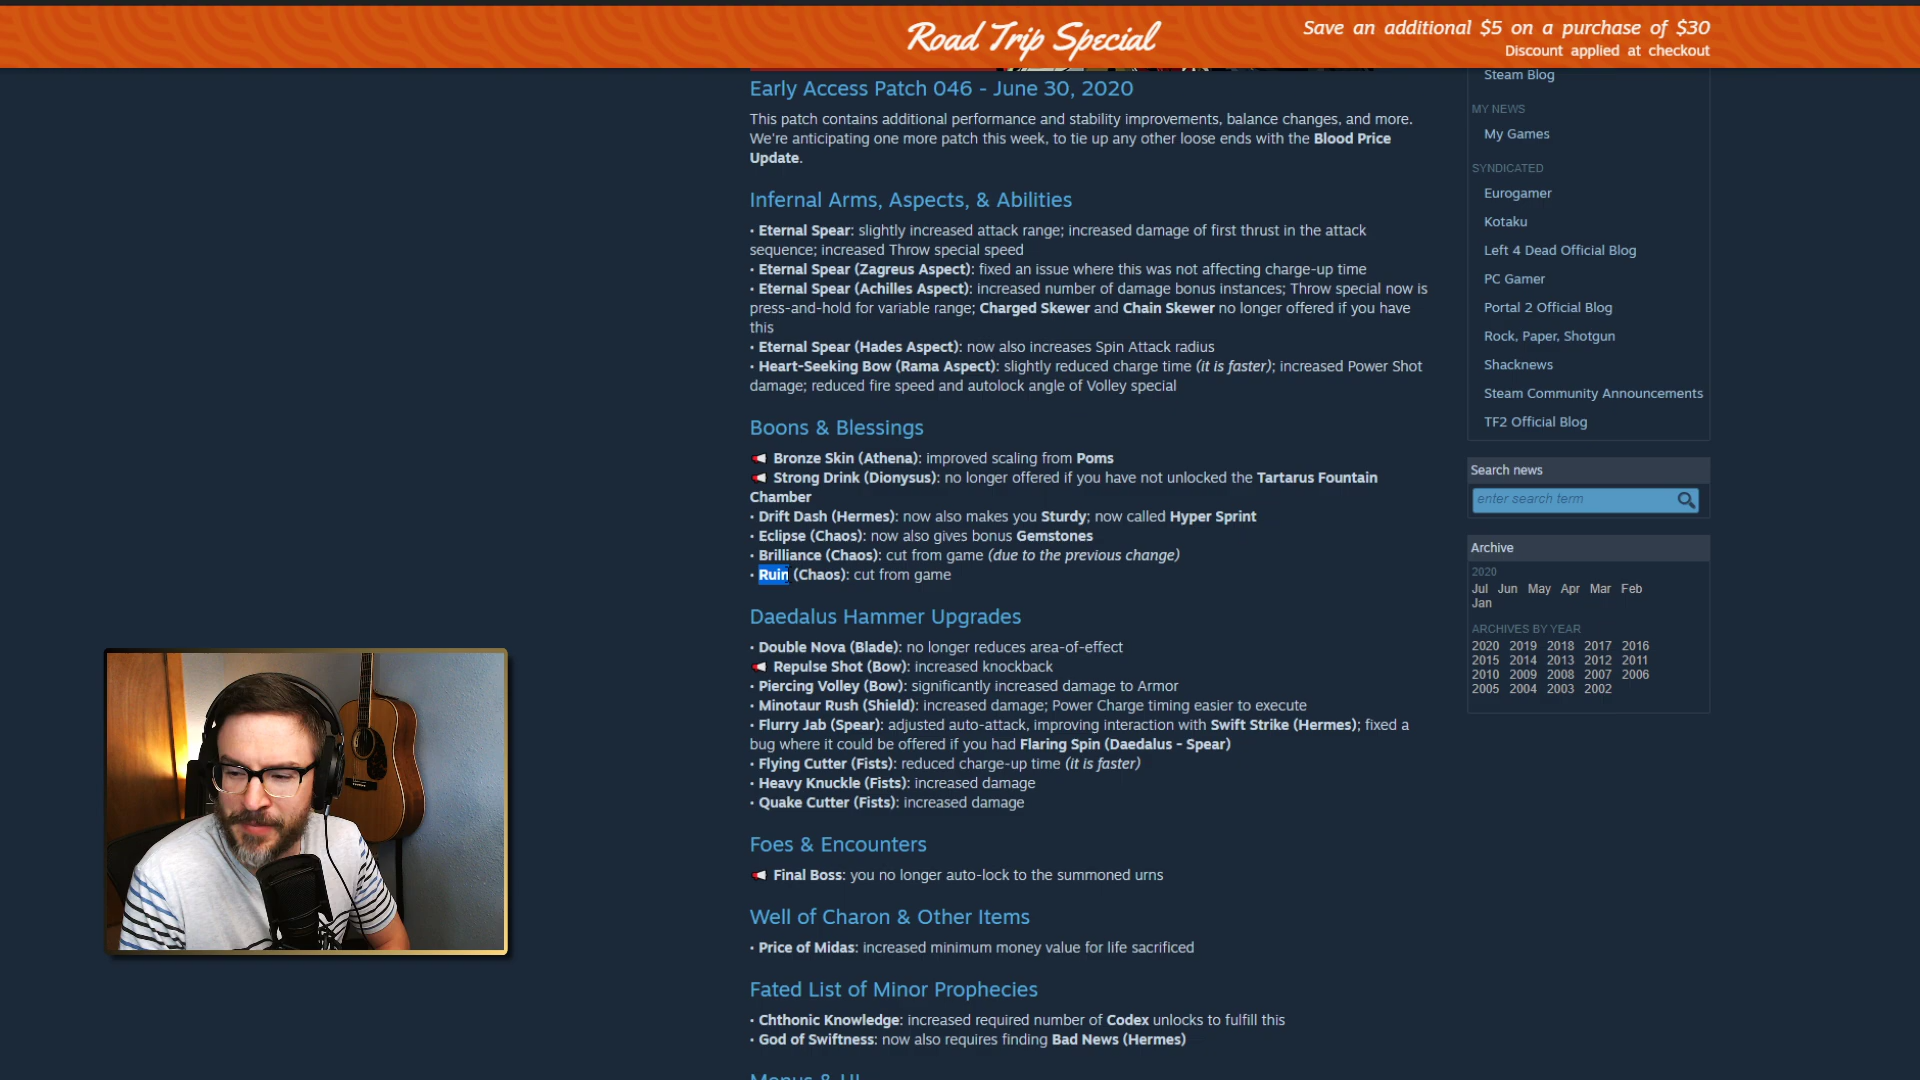 Road Trip Special
Save an additional $5 on a purchase of $30
Discount applied at checkout
Early Access Patch 046 - June 30, 2020
This patch contains additional performance and stability improvements, balance changes, and more.
We're anticipating one more patch this week, to tie up any other loose ends with the Blood Price
Update.
Infernal Arms, Aspects, & Abilities
• Eternal Spear: slightly increased attack range; increased damage of first thrust in the attack
sequence; increased Throw special speed
• Eternal Spear (Zagreus Aspect): fixed an issue where this was not affecting charge-up time
• Eternal Spear (Achilles Aspect): increased number of damage bonus instances; Throw special now is
press-and-hold for variable range; Charged Skewer and Chain Skewer no longer offered if you have
this
• Eternal Spear (Hades Aspect): now also increases Spin Attack radius
• Heart-Seeking Bow (Rama Aspect): slightly reduced charge time (it is faster); increased Power Shot
damage; reduced fire speed and autolock angle of Volley special
Boons & Blessings
Bronze Skin (Athena): improved scaling from Poms
Strong Drink (Dionysus): no longer offered if you have not unlocked the Tartarus Fountain
Chamber
• Drift Dash (Hermes): now also makes you Sturdy; now called Hyper Sprint
• Eclipse (Chaos): now also gives bonus Gemstones
• Brilliance (Chaos): cut from game (due to the previous change)
• Ruin (Chaos): cut from game
Daedalus Hammer Upgrades
• Double Nova (Blade): no longer reduces area-of-effect
Repulse Shot (Bow): increased knockback
• Piercing Volley (Bow): significantly increased damage to Armor
• Minotaur Rush (Shield): increased damage; Power Charge timing easier to execute
• Flurry Jab (Spear): adjusted auto-attack, improving interaction with Swift Strike (Hermes); fixed a
bug where it could be offered if you had Flaring Spin (Daedalus - Spear)
• Flying Cutter (Fists): reduced charge-up time (it is faster)
• Heavy Knuckle (Fists): increased damage
• Quake Cutter (Fists): increased damage
Foes & Encounters
Final Boss: you no longer auto-lock to the summoned urns
Well of Charon & Other Items
• Price of Midas: increased minimum money value for life sacrificed
Fated List of Minor Prophecies
• Chthonic Knowledge: increased required number of Codex unlocks to fulfill this
• God of Swiftness: now also requires finding Bad News (Hermes)
Menus & UI
Steam Blog
MY NEWS
My Games
SYNDICATED
Eurogamer
Kotaku
Left 4 Dead Official Blog
PC Gamer
Portal 2 Official Blog
Rock, Paper, Shotgun
Shacknews
Steam Community Announcements
TF2 Official Blog
Search news
enter search term
Archive
2020
Jul Jun May Apr Mar Feb
Jan
ARCHIVES BY YEAR
2020 2019 2018 2017 2016
2015 2014 2013 2012 2011
2010 2009 2008 2007 2006
2005 2004 2003 2002